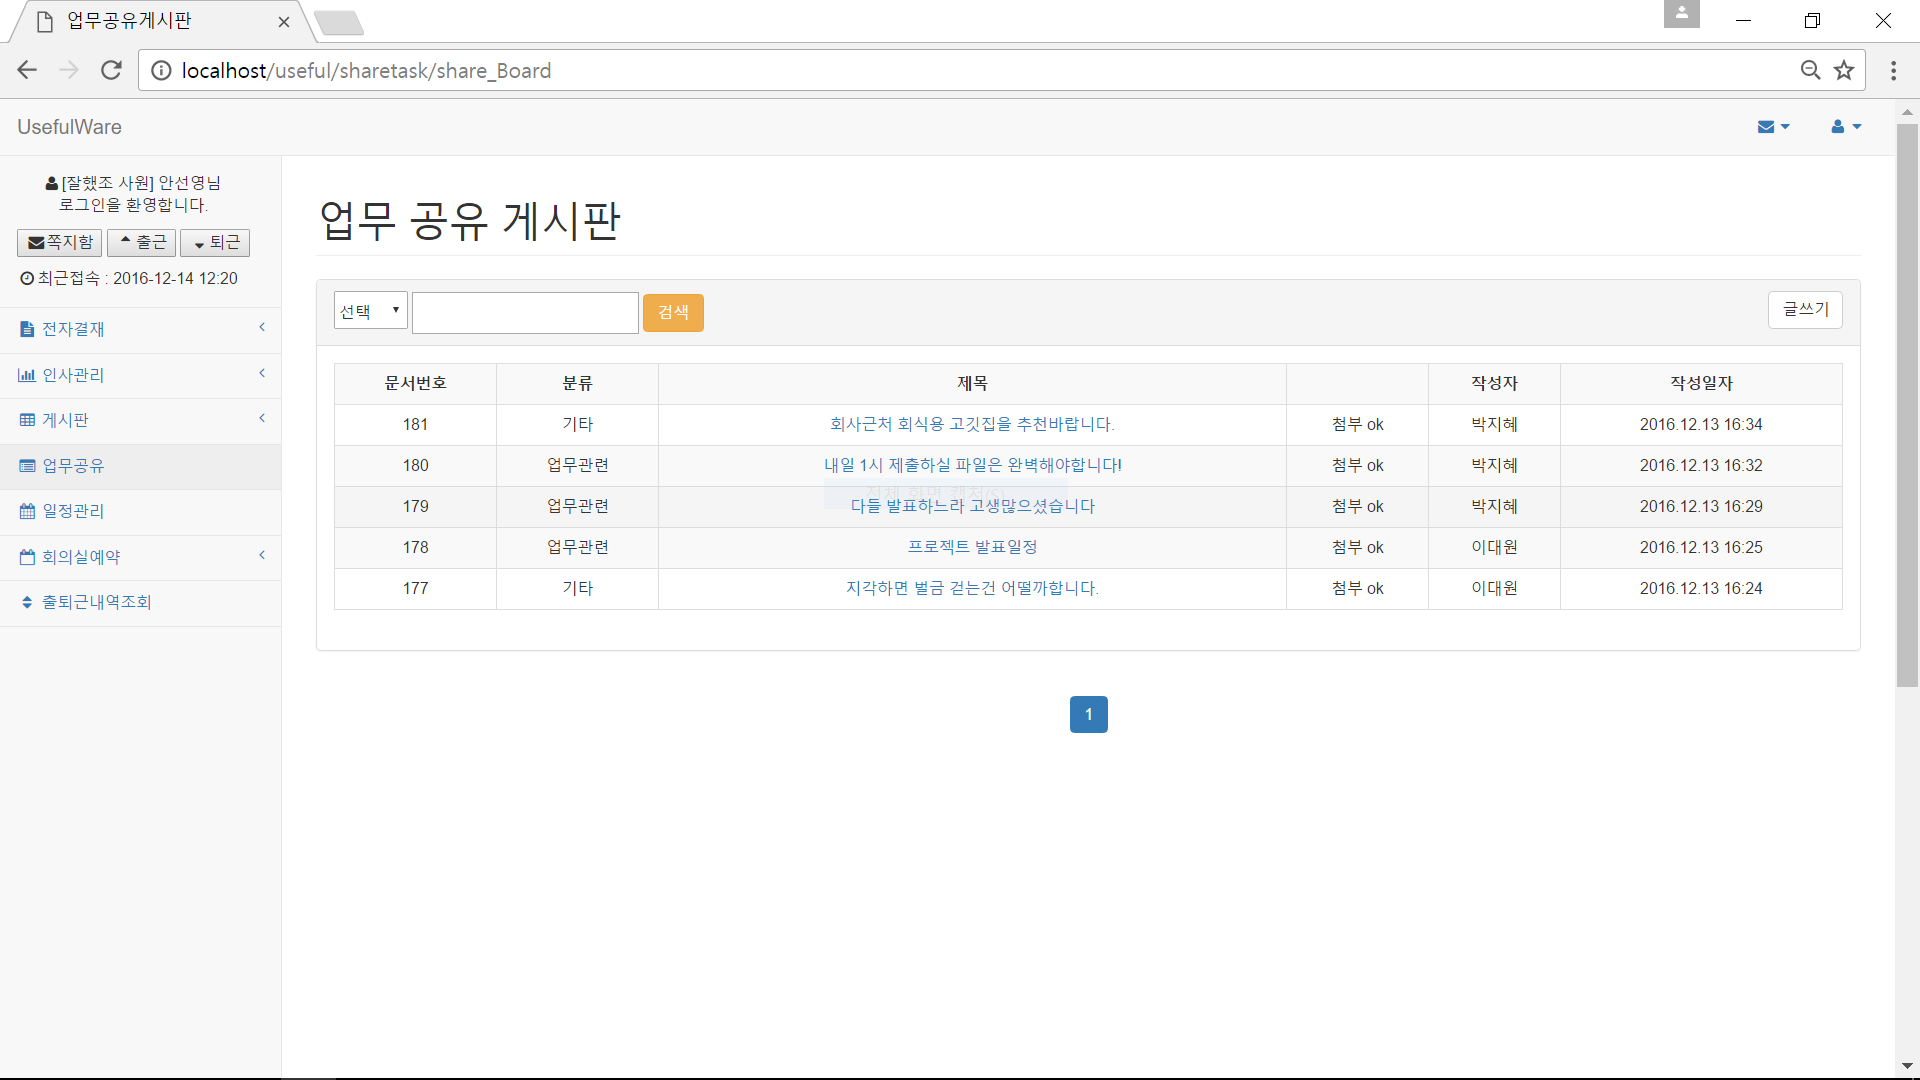 업무공유게시판
localhost/useful/sharetask/share_Board
UsefulWare
[잘했조 사원] 안선영님
로그인을 환영합니다.
쪽지함 출근 퇴근
최근접속 : 2016-12-14 12:20
전자결재
인사관리
게시판
업무공유
일정관리
회의실예약
출퇴근내역조회
업무 공유 게시판
선택 검색 글쓰기
문서번호 분류 제목 작성자 작성일자
181 기타 회사근처 회식용 고깃집을 추천바랍니다. 첨부 ok 박지혜 2016.12.13 16:34
180 업무관련 내일 1시 제출하실 파일은 완벽해야합니다! 첨부 ok 박지혜 2016.12.13 16:32
전체 화면 캡처(S)
179 업무관련 다들 발표하느라 고생많으셨습니다 첨부 ok 박지혜 2016.12.13 16:29
178 업무관련 프로젝트 발표일정 첨부 ok 이대원 2016.12.13 16:25
177 기타 지각하면 벌금 걷는건 어떨까합니다. 첨부 ok 이대원 2016.12.13 16:24
1